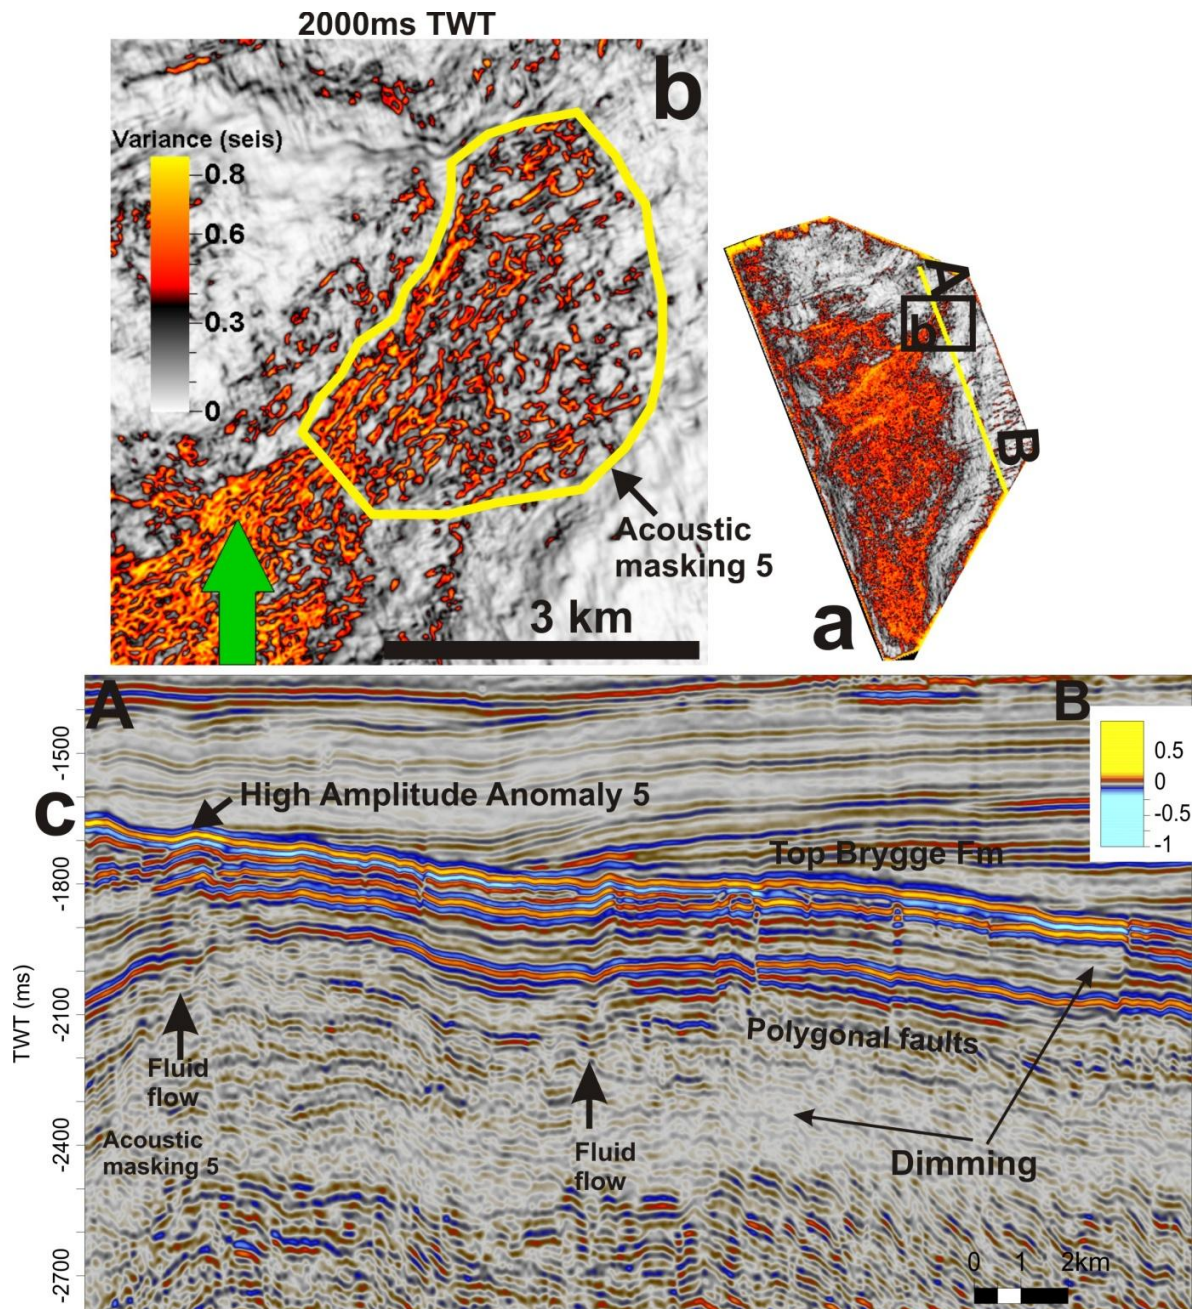 2000ms TWT
b
Variance (seis)
0.8
0.6
0.3
0
Acoustic
masking 5
3 km
A
b
B
a
A
B
0.5
0
-0.5
-1
c
High Amplitude Anomaly 5
Top Brygge Fm
-1500
-1800
-2100
-2400
-2700
TWT (ms)
Polygonal faults
Fluid
flow
Acoustic
masking 5
Fluid
flow
Dimming
0 1 2km